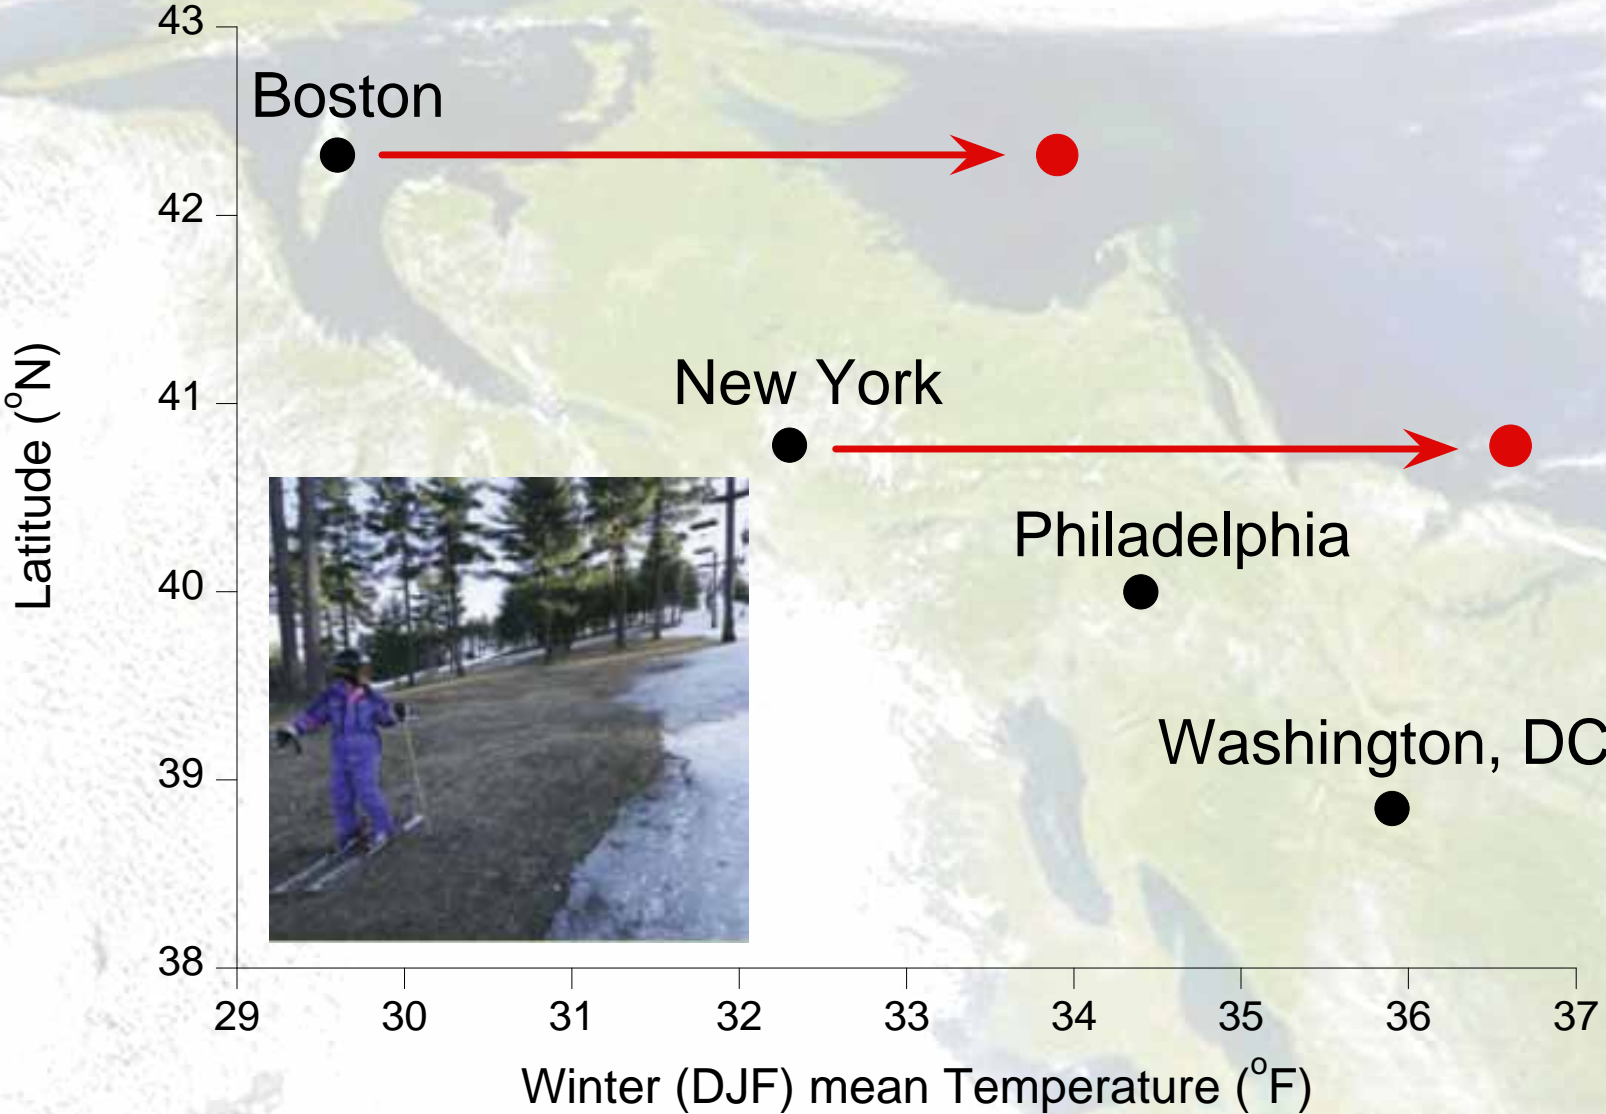 43
Boston
42
41
New York
Philadelphia
40
Washington, DC
39
38
29 30 31 32 33 34 35 36 37
Latitude (°N)
Winter (DJF) mean Temperature (°F)